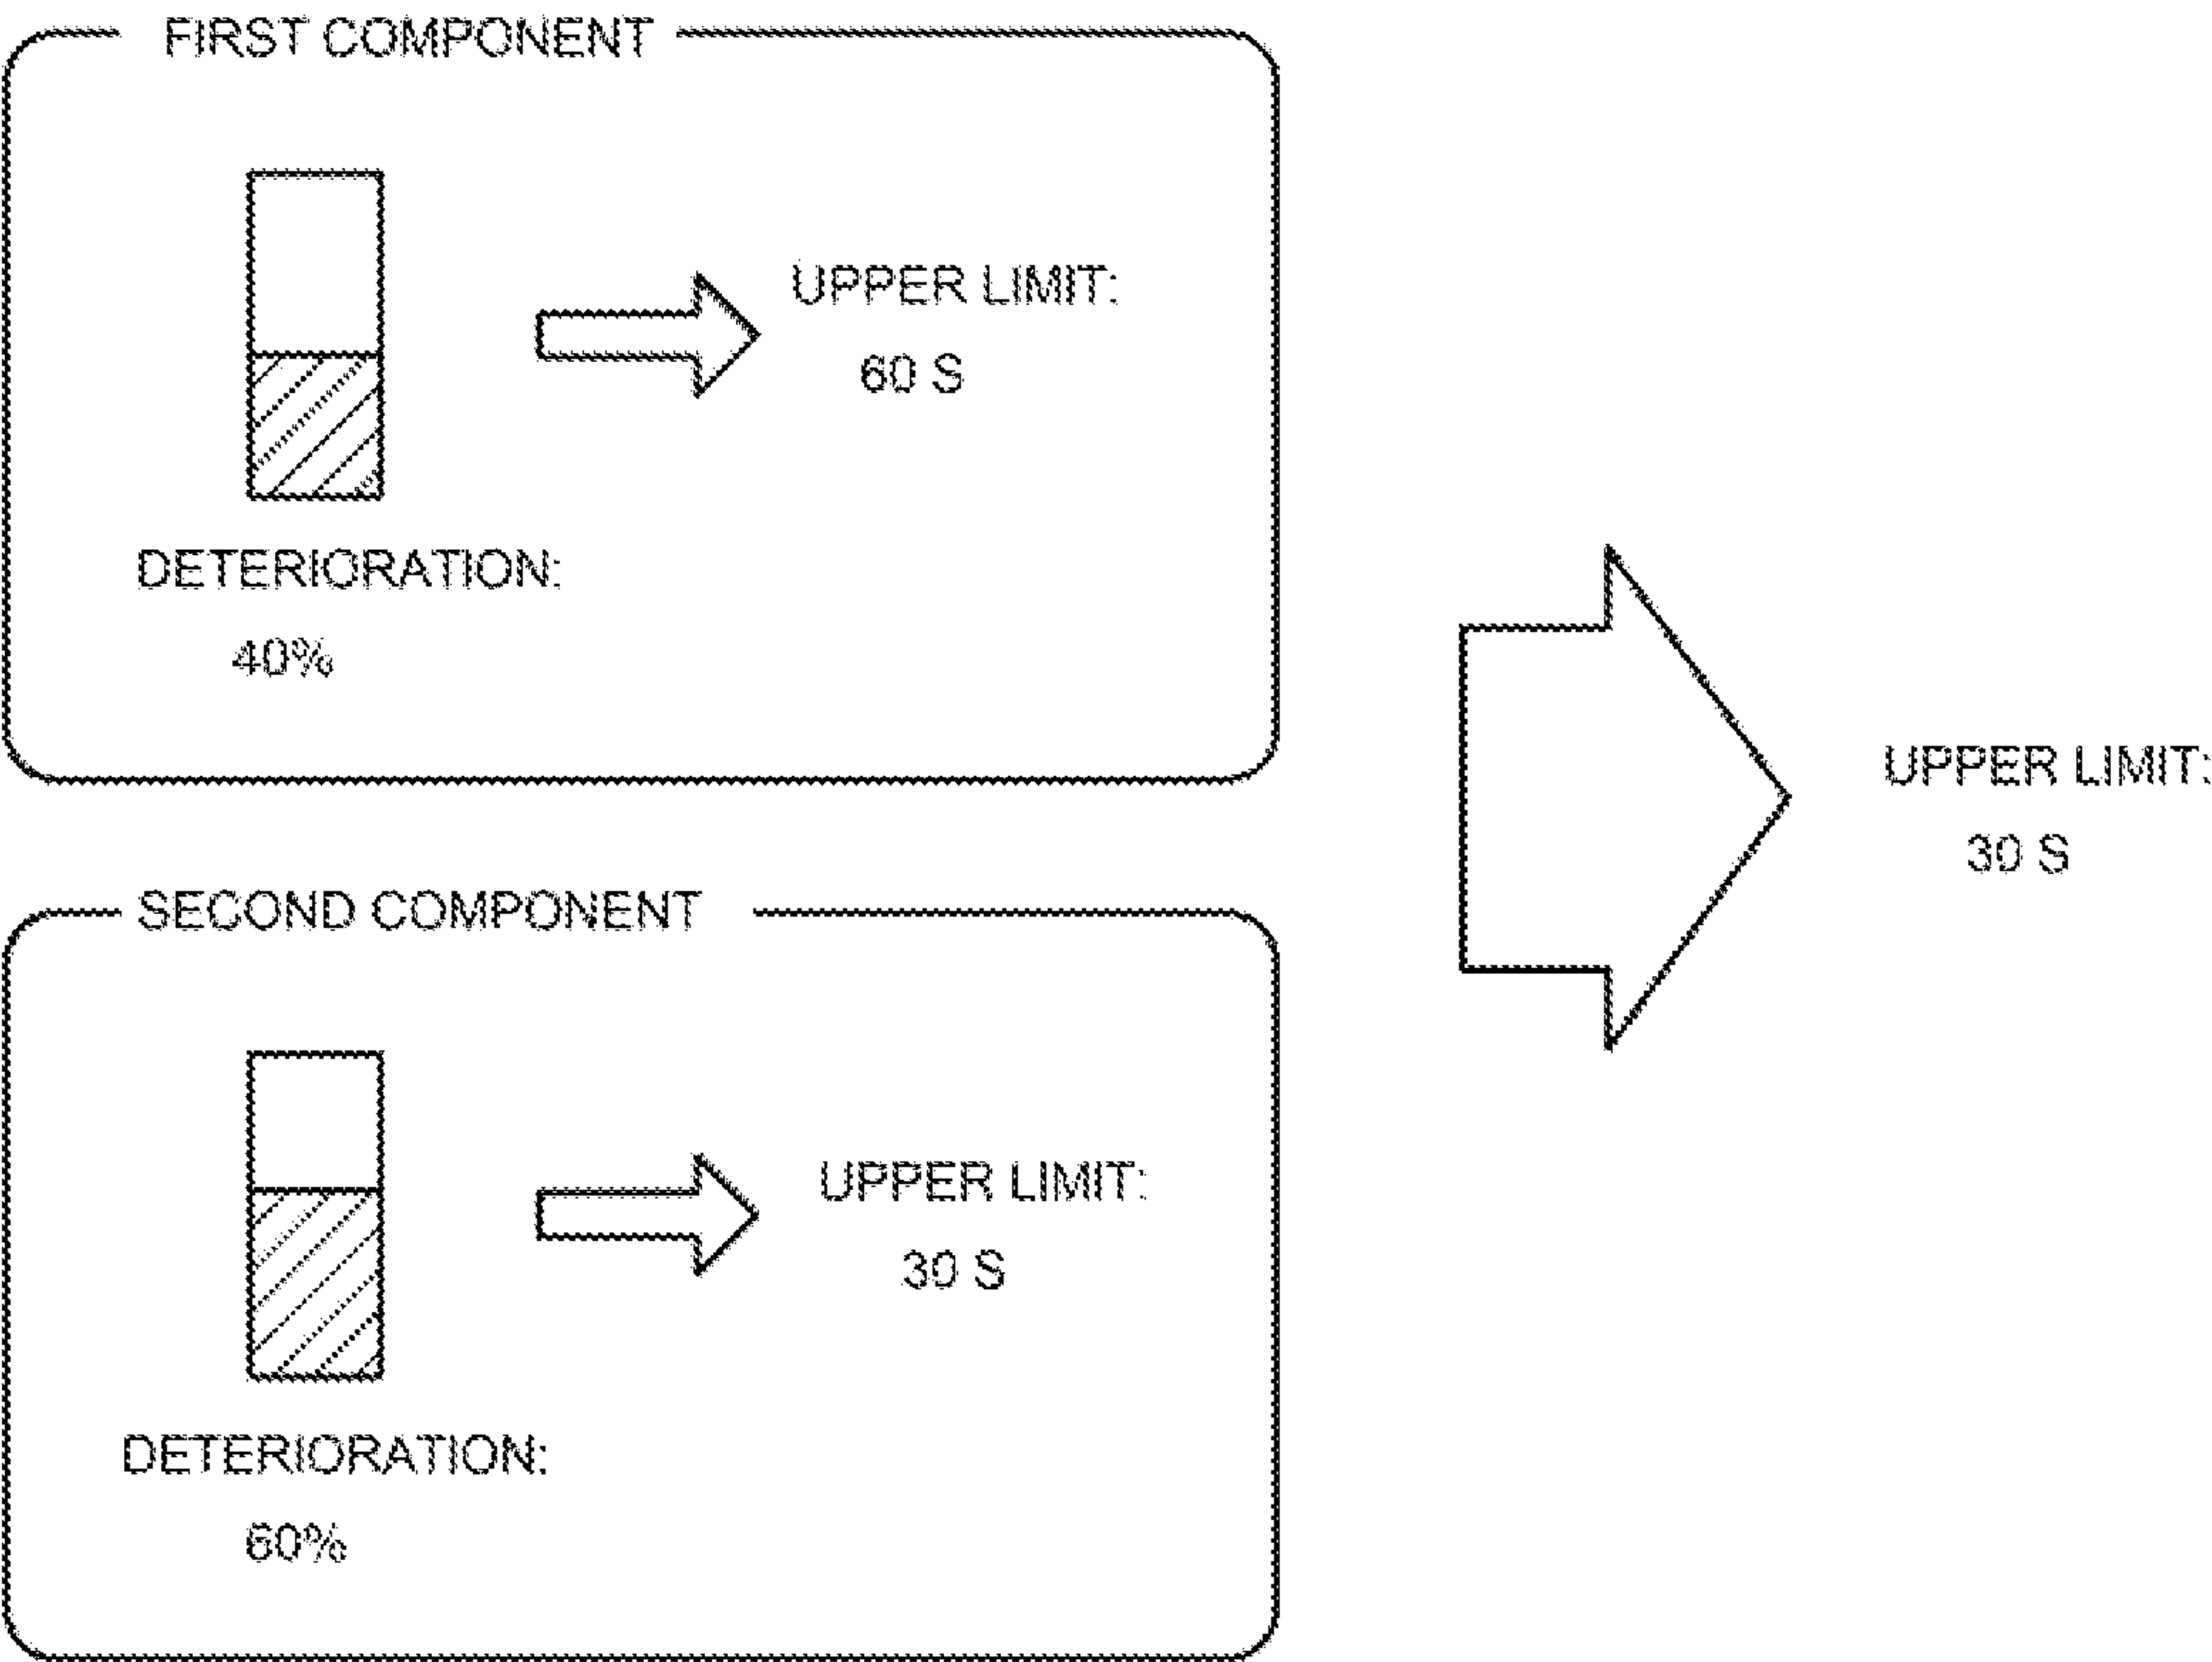 FIRST COMPONENT
UPPER LIMIT:
60 S
DETERIORATION:
40%
SECOND COMPONENT
UPPER LIMIT:
30 S
DETERIORATION:
60%
UPPER LIMIT:
30 S